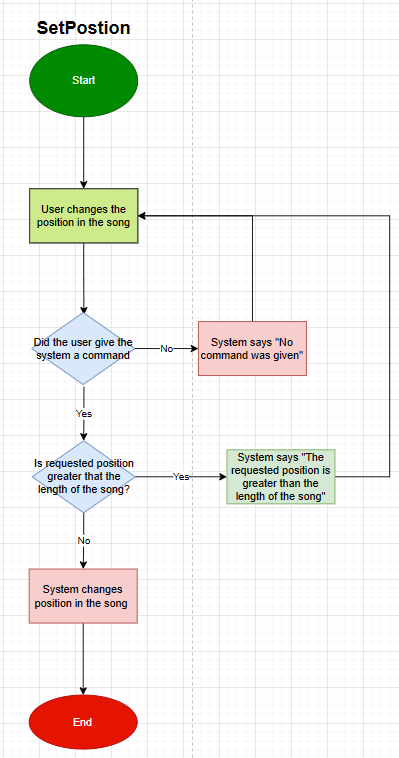 SetPostion
Start
User changes the
position in the song
Did the user give the
system a command
No
System says "No
command was given"
Yes
Is requested position
greater that the
length of the song?
Yes
System says "The
requested position is
greater than the
length of the song"
No
System changes
position in the song
End